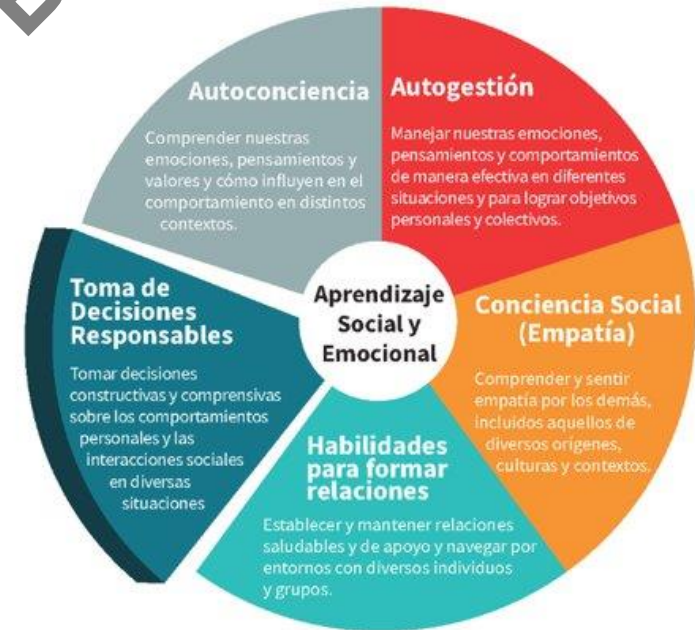 Autoconciencia
Comprender nuestras
emociones, pensamientos y
valores y cómo influyen en el
comportamiento en distintos
contextos.
Autogestión
Manejar nuestras emociones,
pensamientos y comportamientos
de manera efectiva en diferentes
situaciones y para lograr objetivos
personales y colectivos.
Toma de
Decisiones
Responsables
Tomar decisiones
constructivas y comprensivas
sobre los comportamientos
personales y las
interacciones sociales
en diversas
situaciones
Aprendizaje
Social y
Emocional
Conciencia Social
(Empatía)
Comprender y sentir
empatía por los demás,
incluidos aquellos de
diversos orígenes,
culturas y contextos.
Habilidades
para formar
relaciones
Establecer y mantener relaciones
saludables y de apoyo y navegar por
entornos con diversos individuos
y grupos.